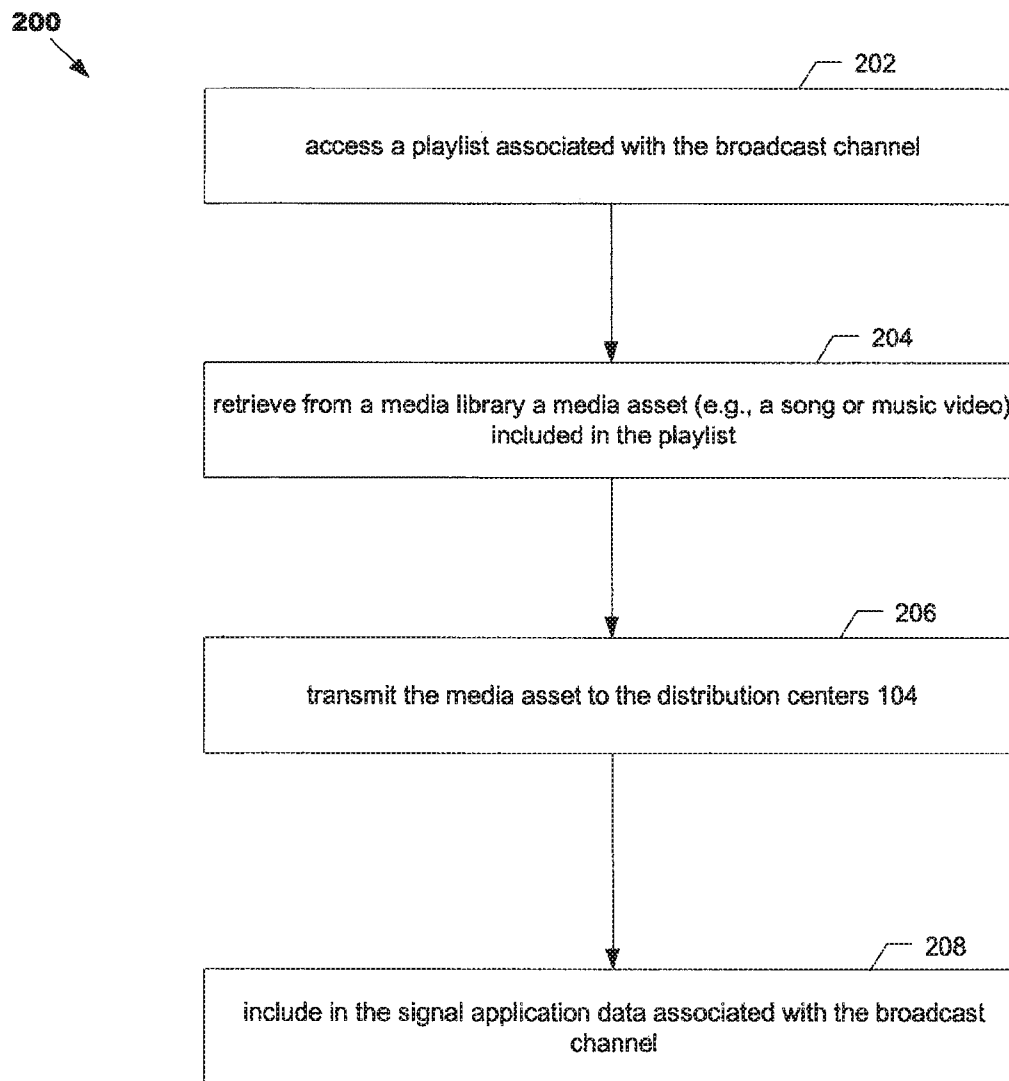 200
202
access a playlist associated with the broadcast channel
204
retrieve from a media library a media asset (e.g., a song or music video)
included in the playlist
206
transmit the media asset to the distribution centers 104
208
include in the signal application data associated with the broadcast
channel